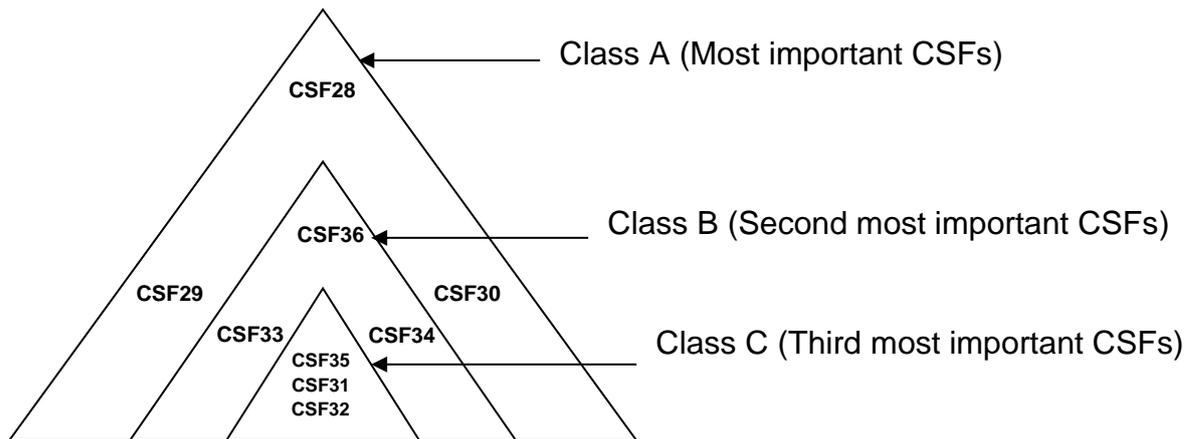 Class A (Most important CSFs)
CSF28
Class B (Second most important CSFs)
CSF36
CSF29
CSF30
CSF33
CSF34
Class C (Third most important CSFs)
CSF35
CSF31
CSF32